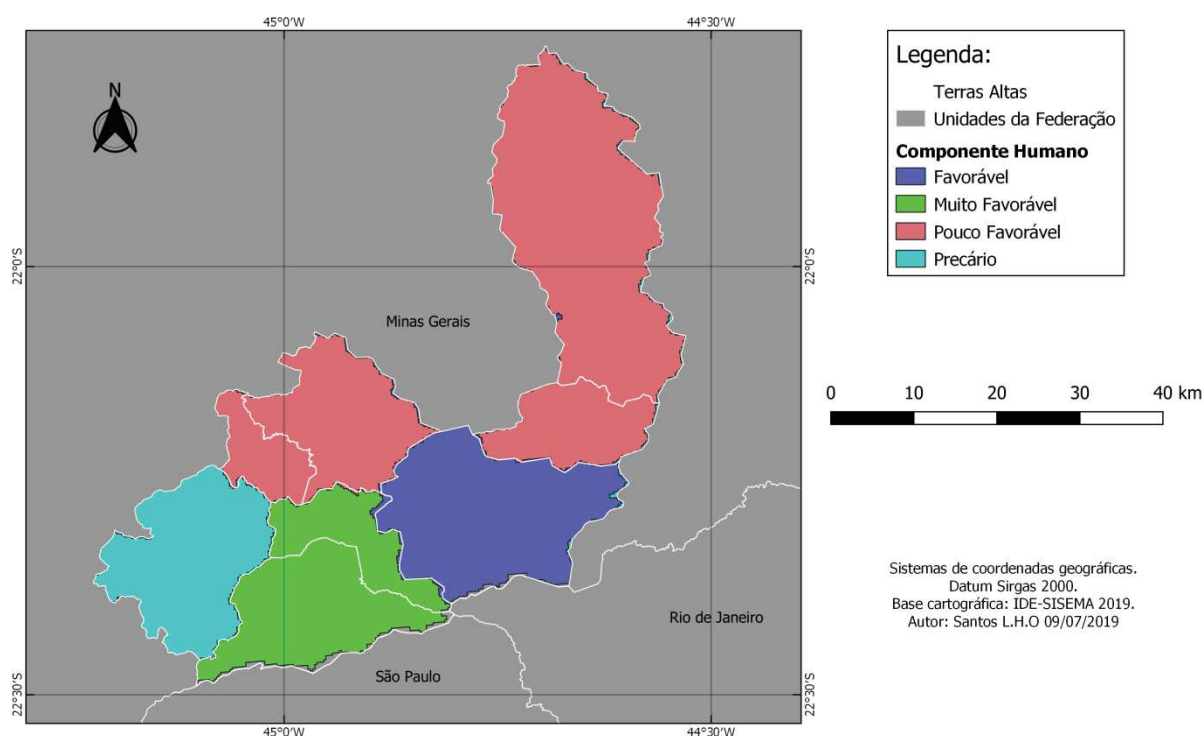 45°0'W
44°30'W
N
22°0'S
22°0'S
Minas Gerais
Rio de Janeiro
São Paulo
22°30'S
22°30'S
45°0'W
44°30'W
Legenda:
Terras Altas
Unidades da Federação
Componente Humano
Favorável
Muito Favorável
Pouco Favorável
Precário
0 10 20 30 40 km
Sistemas de coordenadas geográficas.
Datum Sirgas 2000.
Base cartográfica: IDE-SISEMA 2019.
Autor: Santos L.H.O 09/07/2019